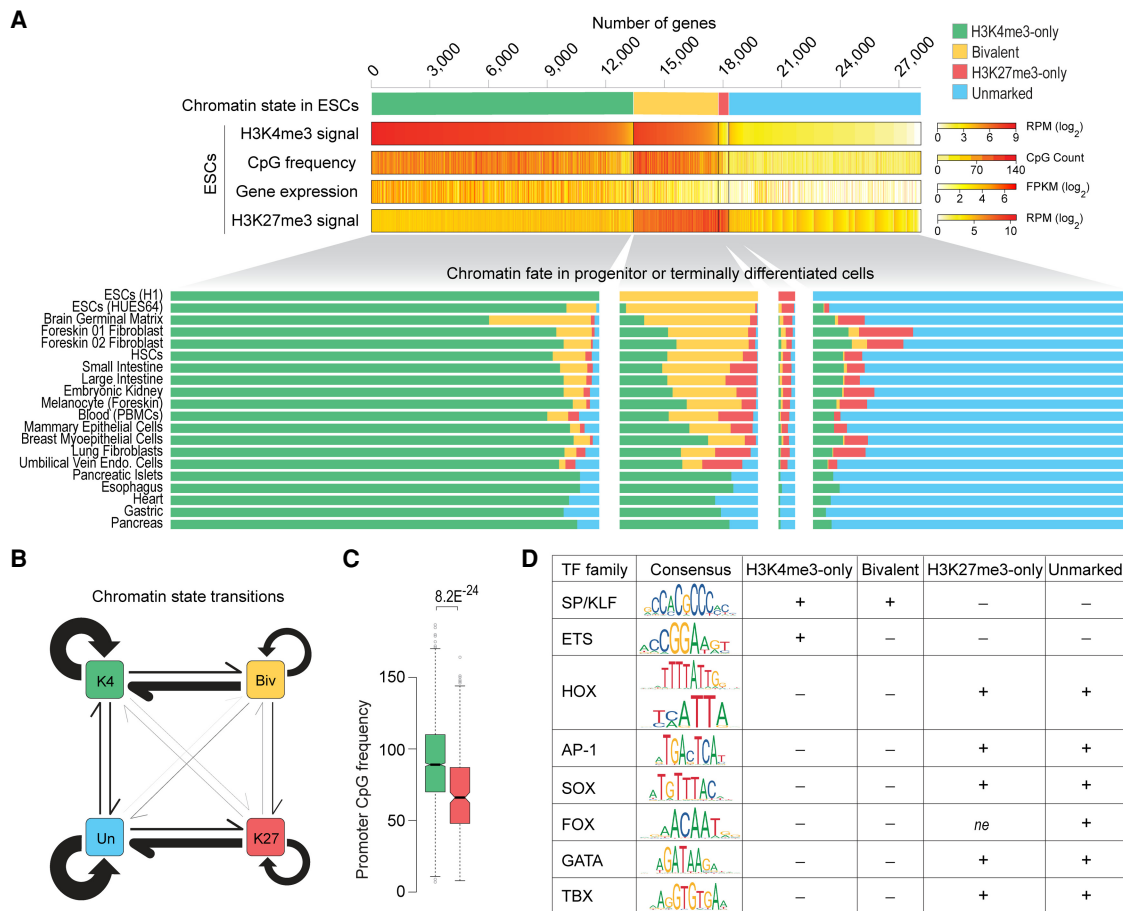 A
Number of genes
0 3,000 6,000 9,000 12,000 15,000 18,000 21,000 24,000 27,000
H3K4me3-only
Bivalent
H3K27me3-only
Unmarked
Chromatin state in ESCs
ESCs
H3K4me3 signal
CpG frequency
Gene expression
H3K27me3 signal
RPM (log2)
0 3 6 9
CpG Count
0 70 140
FPKM (log2)
0 2 4 6
RPM (log2)
0 5 10
Chromatin fate in progenitor or terminally differentiated cells
ESCs (H1)
ESCs (HUES64)
Brain Germinal Matrix
Foreskin 01 Fibroblast
Foreskin 02 Fibroblast
HSCs
Small Intestine
Large Intestine
Embryonic Kidney
Melanocyte (Foreskin)
Blood (PBMCs)
Mammary Epithelial Cells
Breast Myoepithelial Cells
Lung Fibroblasts
Umbilical Vein Endo. Cells
Pancreatic Islets
Esophagus
Heart
Gastric
Pancreas
B
Chromatin state transitions
K4
Biv
Un
K27
C
8.2E-24
Promoter CpG frequency
150
100
50
0
D
TF family Consensus H3K4me3-only Bivalent H3K27me3-only Unmarked
SP/KLF + + – –
ETS + – – –
HOX – – + +
AP-1 – – + +
SOX – – + +
FOX – – ne +
GATA – – + +
TBX – – + +